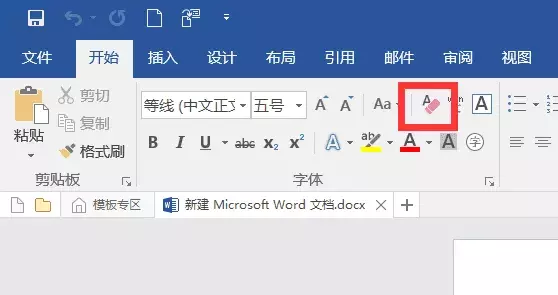 文件 开始 插入 设计 布局 引用 邮件 审阅 视图
粘贴 剪切 复制 格式刷
等线 (中文正文 五号 A A Aa A A
B I U abc X₂ X² A ab A A 字
剪贴板 字体
模板专区 新建 Microsoft Word 文档.docx